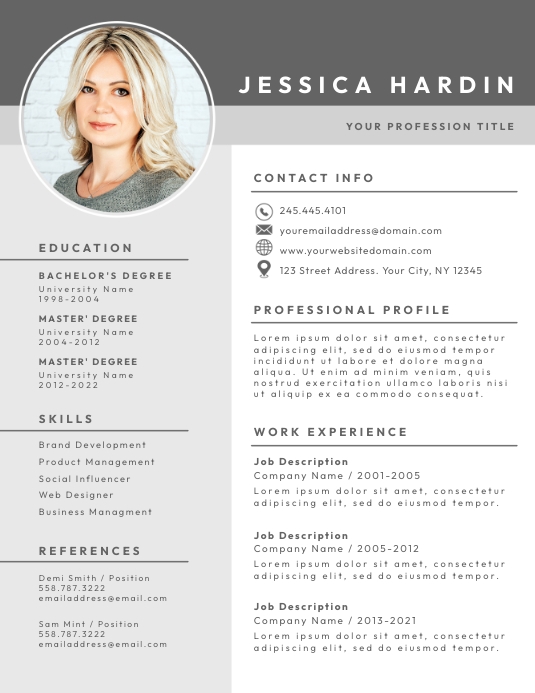 JESSICA HARDIN
YOUR PROFESSION TITLE
EDUCATION
BACHELOR'S DEGREE
University Name
1998-2004
MASTER' DEGREE
University Name
2004-2012
MASTER' DEGREE
University Name
2012-2022
SKILLS
Brand Development
Product Management
Social Influencer
Web Designer
Business Managment
REFERENCES
Demi Smith / Position
558.787.3222
emailaddress@email.com
Sam Mint / Position
558.787.3222
emailaddress@email.com
CONTACT INFO
245.445.4101
youremailaddress@domain.com
www.yourwebsitedomain.com
123 Street Address. Your City, NY 12345
PROFESSIONAL PROFILE
Lorem ipsum dolor sit amet, consectetur
adipiscing elit, sed do eiusmod tempor
incididunt ut labore et dolore magna
aliqua. Ut enim ad minim veniam, quis
nostrud exercitation ullamco laboris nisi
ut aliquip ex ea commodo consequat.
WORK EXPERIENCE
Job Description
Company Name / 2001-2005
Lorem ipsum dolor sit amet, consectetur
adipiscing elit, sed do eiusmod tempor.
Job Description
Company Name / 2005-2012
Lorem ipsum dolor sit amet, consectetur
adipiscing elit, sed do eiusmod tempor.
Job Description
Company Name / 2013-2021
Lorem ipsum dolor sit amet, consectetur
adipiscing elit, sed do eiusmod tempor.